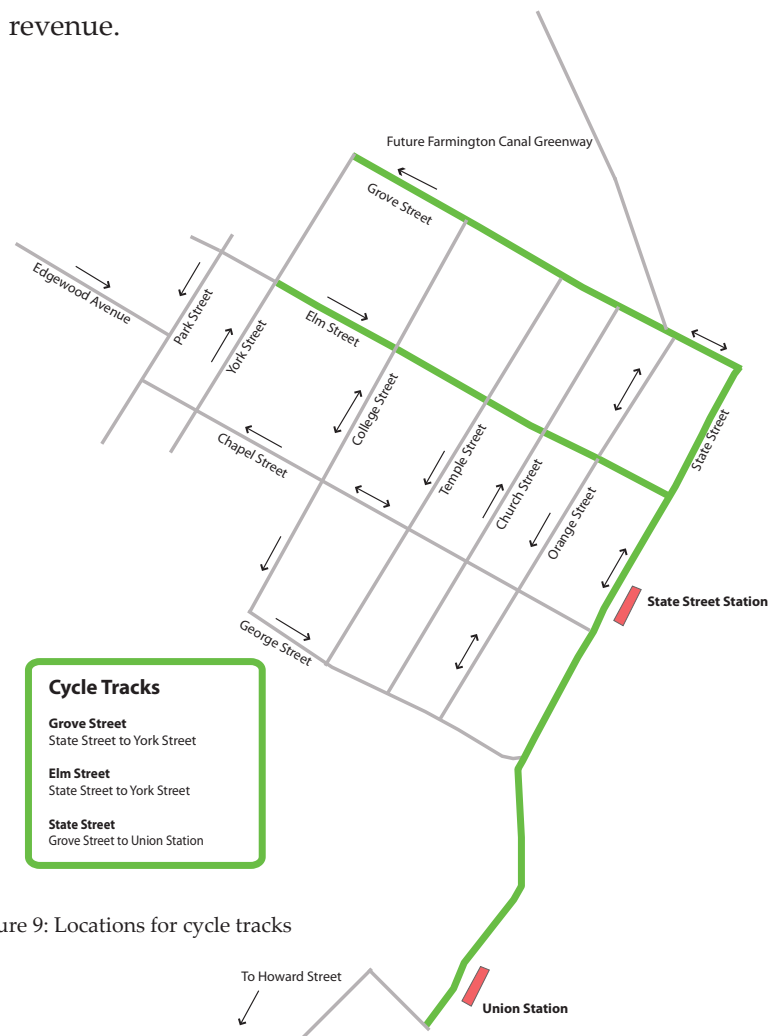 revenue.
Future Farmington Canal Greenway
Grove Street
Edgewood Avenue
Park Street
York Street
Elm Street
College Street
State Street
Chapel Street
Temple Street
Church Street
Orange Street
State Street Station
George Street
Cycle Tracks
Grove Street
State Street to York Street
Elm Street
State Street to York Street
State Street
Grove Street to Union Station
ure 9: Locations for cycle tracks
To Howard Street
Union Station